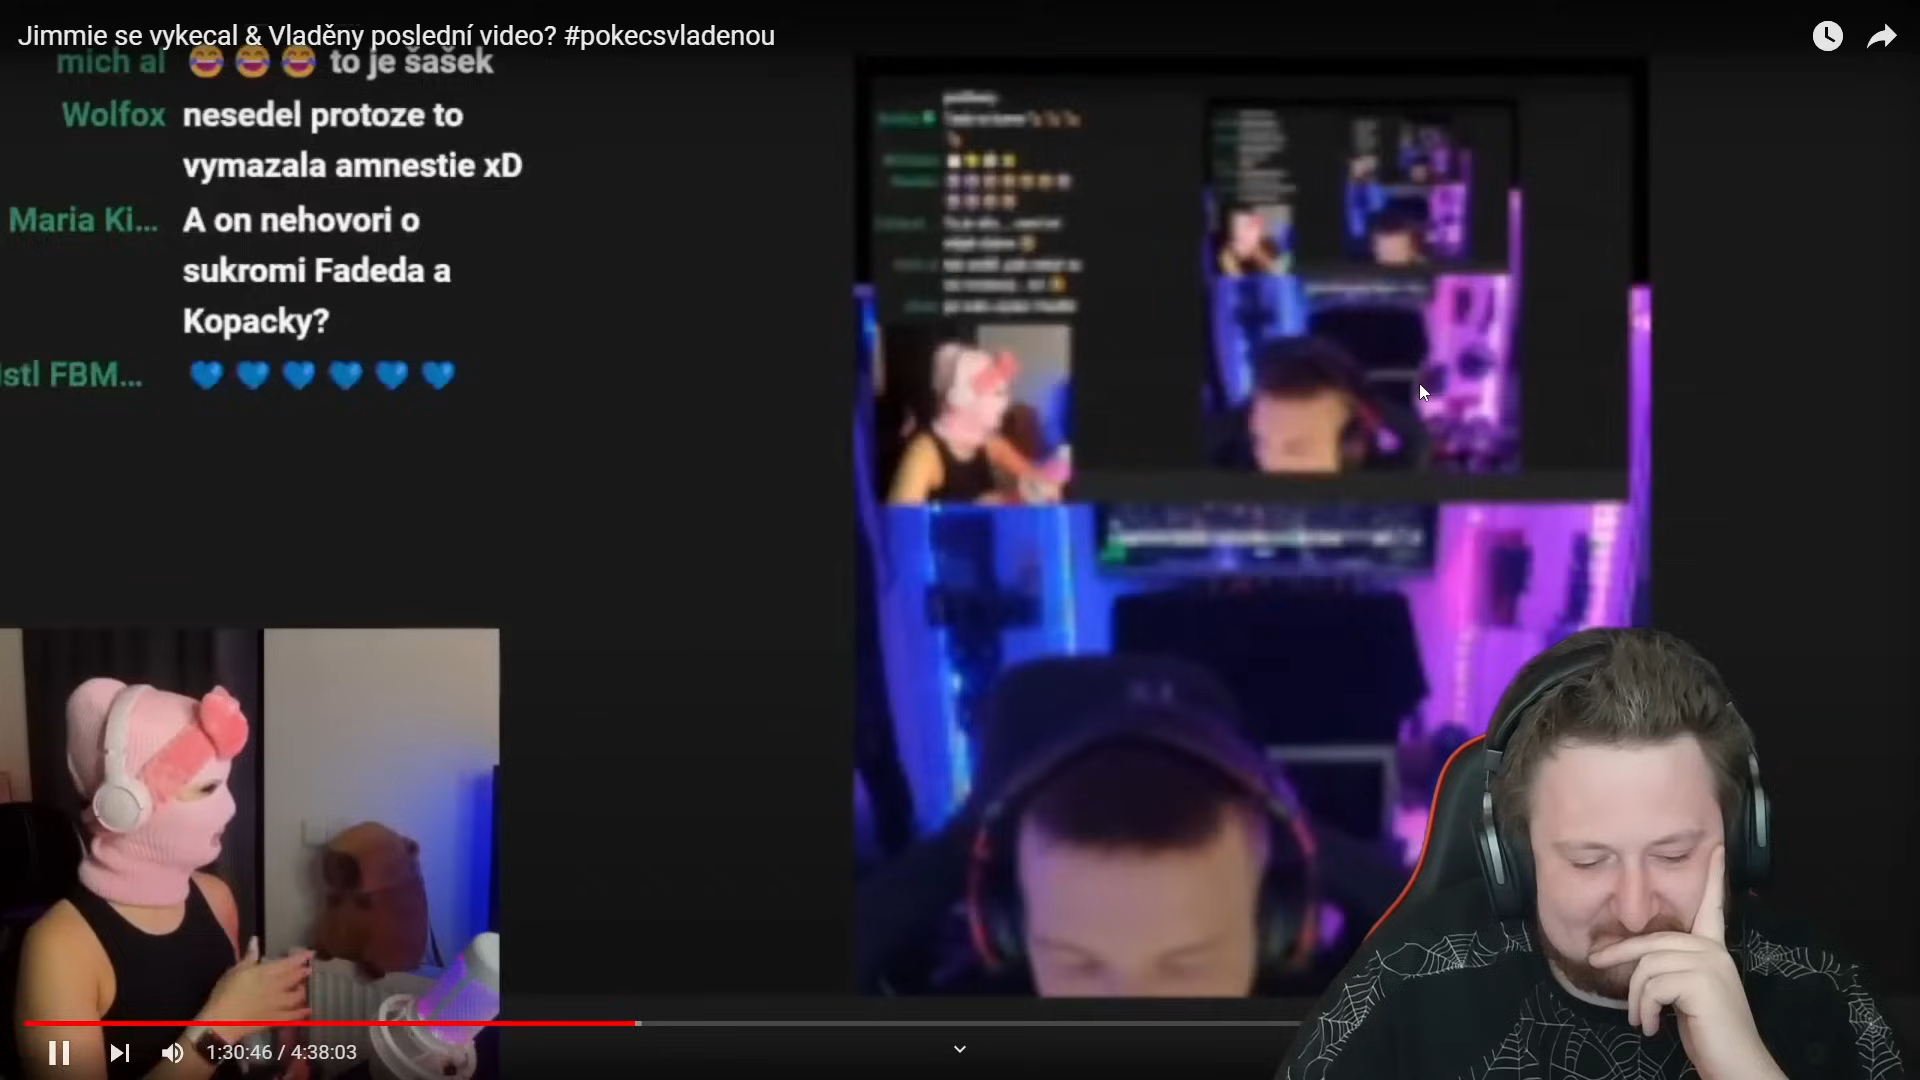 Jimmie se vykecal & Vladěny poslední video? #pokecsvladenou
mich al 😂 😂 😂 to je šašek
Wolfox nesedel protoze to
vymazala amnestie xD
Maria Ki... A on nehovori o
sukromi Fadeda a
Kopacky?
stl FBM... 💙 💙 💙 💙 💙 💙
1:30:46 / 4:38:03